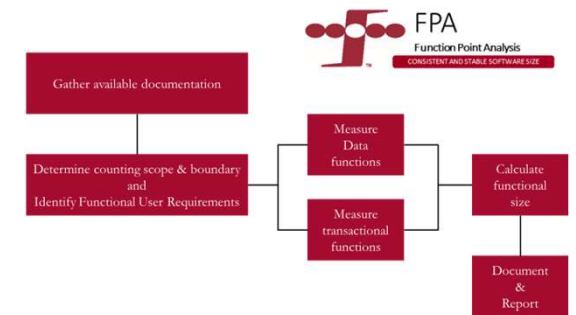 FPA
Function Point Analysis
CONSISTENT AND STABLE SOFTWARE SIZE
Gather available documentation
Determine counting scope & boundary
and
Identify Functional User Requirements
Measure
Data
functions
Measure
transactional
functions
Calculate
functional
size
Document
&
Report